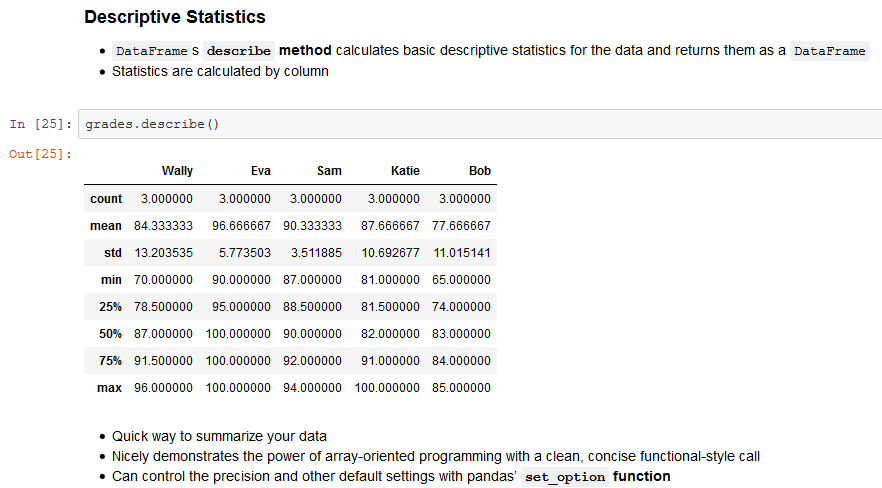 Descriptive Statistics
• DataFrame s describe method calculates basic descriptive statistics for the data and returns them as a DataFrame
• Statistics are calculated by column
In [25]: grades.describe()
Out[25]:
Wally Eva Sam Katie Bob
count 3.000000 3.000000 3.000000 3.000000 3.000000
mean 84.333333 96.666667 90.333333 87.666667 77.666667
std 13.203535 5.773503 3.511885 10.692677 11.015141
min 70.000000 90.000000 87.000000 81.000000 65.000000
25% 78.500000 95.000000 88.500000 81.500000 74.000000
50% 87.000000 100.000000 90.000000 82.000000 83.000000
75% 91.500000 100.000000 92.000000 91.000000 84.000000
max 96.000000 100.000000 94.000000 100.000000 85.000000
• Quick way to summarize your data
• Nicely demonstrates the power of array-oriented programming with a clean, concise functional-style call
• Can control the precision and other default settings with pandas’ set_option function